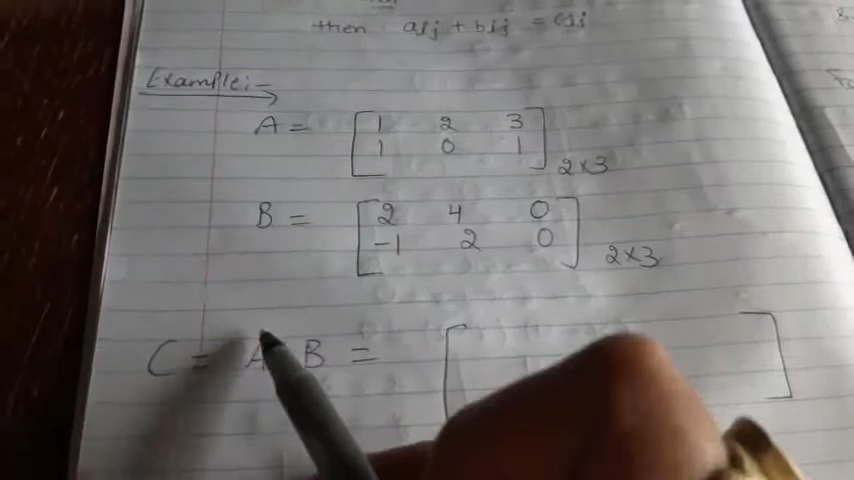 then aij + bij = cij
Example:-
A = [ 1 2 3
1 0 1 ] 2×3
B = [ 2 4 0
-1 2 0 ] 2×3
C = A B = [ ]